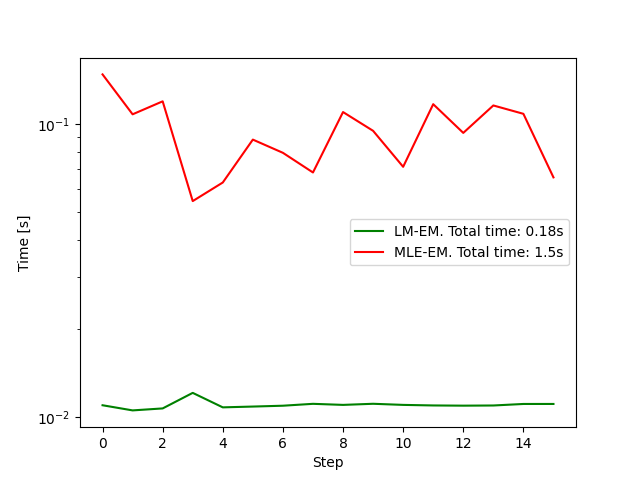 10⁻¹
10⁻²
Time [s]
LM-EM. Total time: 0.18s
MLE-EM. Total time: 1.5s
0 2 4 6 8 10 12 14
Step